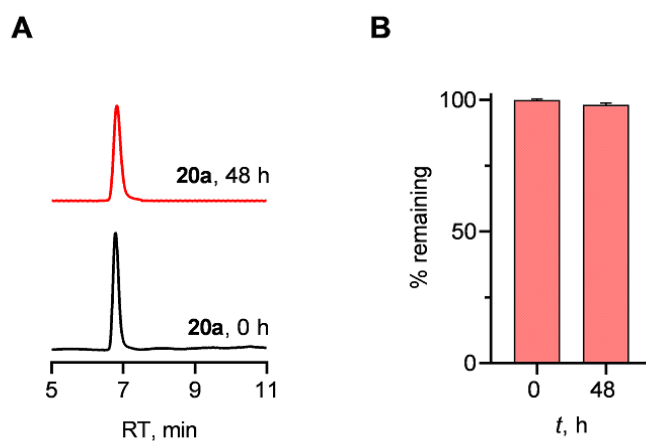 A
20a, 48 h
20a, 0 h
5 7 9 11
RT, min
B
% remaining
100
50
0
0 48
t, h